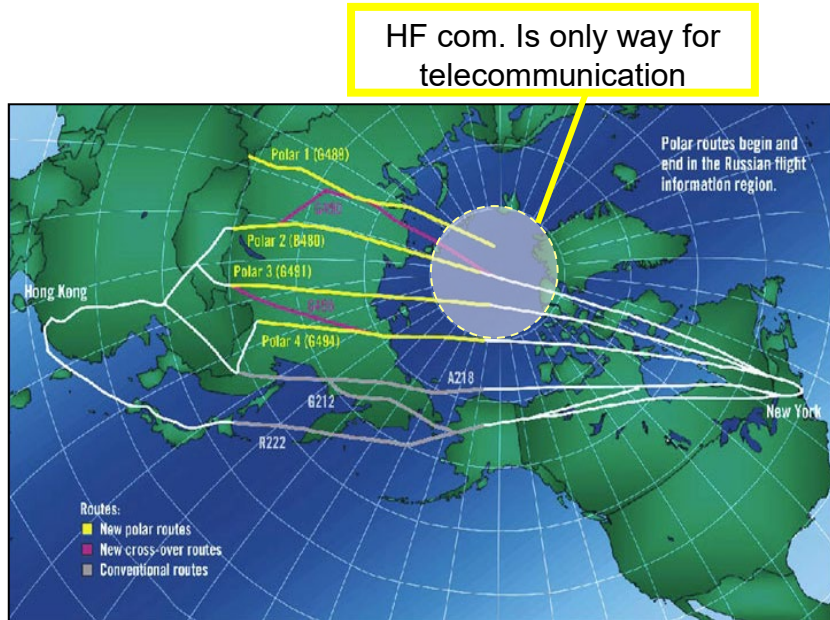 HF com. Is only way for
telecommunication
Polar routes begin and
end in the Russian flight
information region.
Polar 1 (G489)
Polar 2 (B480)
Polar 3 (G491)
Hong Kong
Polar 4 (G494)
A218
G212
New York
R222
Routes:
New polar routes
New cross-over routes
Conventional routes